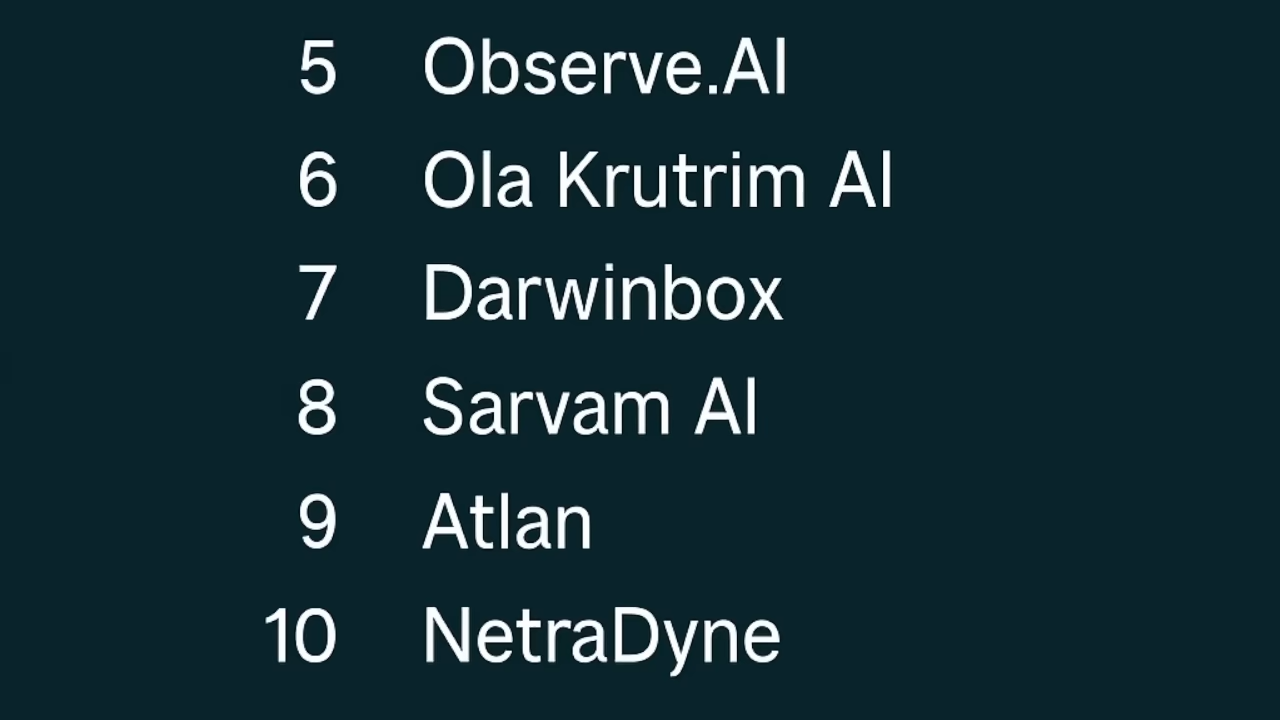 5 Observe.AI
6 Ola Krutrim AI
7 Darwinbox
8 Sarvam AI
9 Atlan
10 NetraDyne